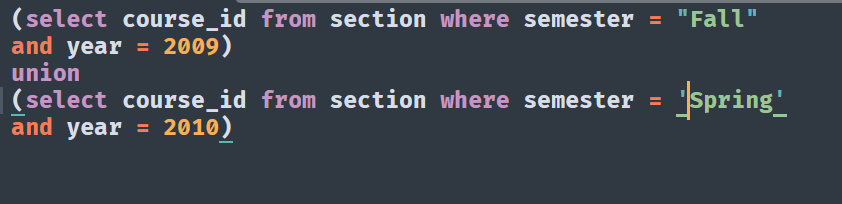 (select course_id from section where semester = "Fall"
and year = 2009)
union
(select course_id from section where semester = 'Spring'
and year = 2010)